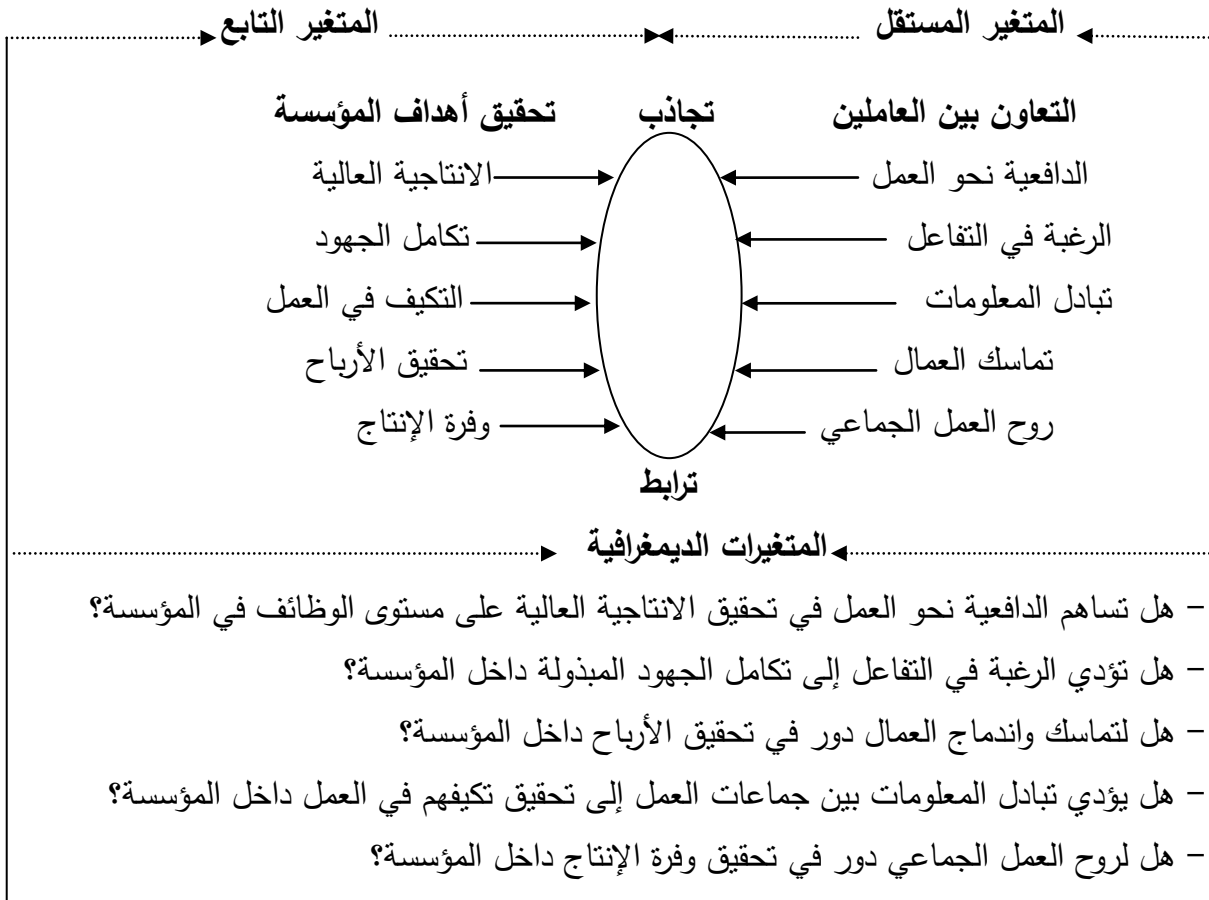 المتغير المستقل المتغير التابع
التعاون بين العاملين تجاذب تحقيق أهداف المؤسسة
الدافعية نحو العمل الانتاجية العالية
الرغبة في التفاعل تكامل الجهود
تبادل المعلومات التكيف في العمل
تماسك العمال تحقيق الأرباح
روح العمل الجماعي وفرة الإنتاج
ترابط
المتغيرات الديمغرافية
- هل تساهم الدافعية نحو العمل في تحقيق الانتاجية العالية على مستوى الوظائف في المؤسسة؟
- هل تؤدي الرغبة في التفاعل إلى تكامل الجهود المبذولة داخل المؤسسة؟
- هل لتماسك واندماج العمال دور في تحقيق الأرباح داخل المؤسسة؟
- هل يؤدي تبادل المعلومات بين جماعات العمل إلى تحقيق تكيفهم في العمل داخل المؤسسة؟
- هل لروح العمل الجماعي دور في تحقيق وفرة الإنتاج داخل المؤسسة؟